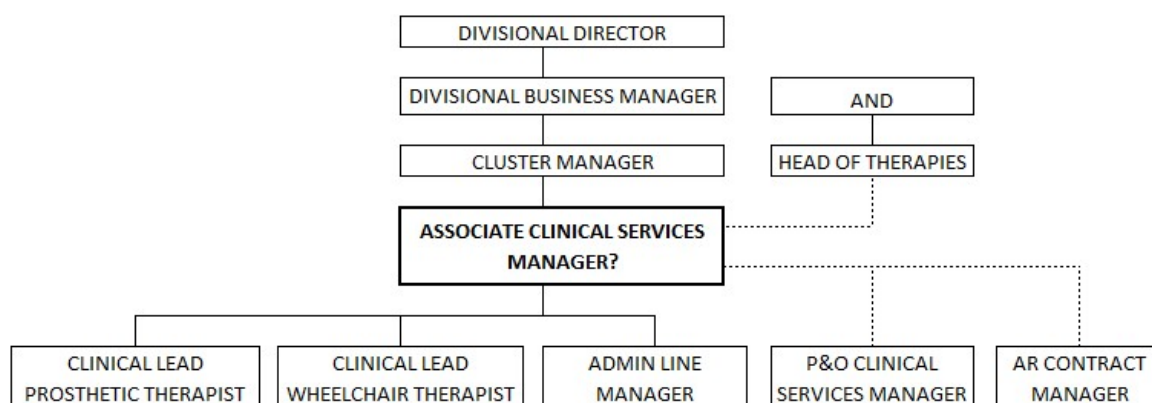 DIVISIONAL DIRECTOR
DIVISIONAL BUSINESS MANAGER
AND
CLUSTER MANAGER
HEAD OF THERAPIES
ASSOCIATE CLINICAL SERVICES
MANAGER?
CLINICAL LEAD
PROSTHETIC THERAPIST
CLINICAL LEAD
WHEELCHAIR THERAPIST
ADMIN LINE
MANAGER
P&O CLINICAL
SERVICES MANAGER
AR CONTRACT
MANAGER